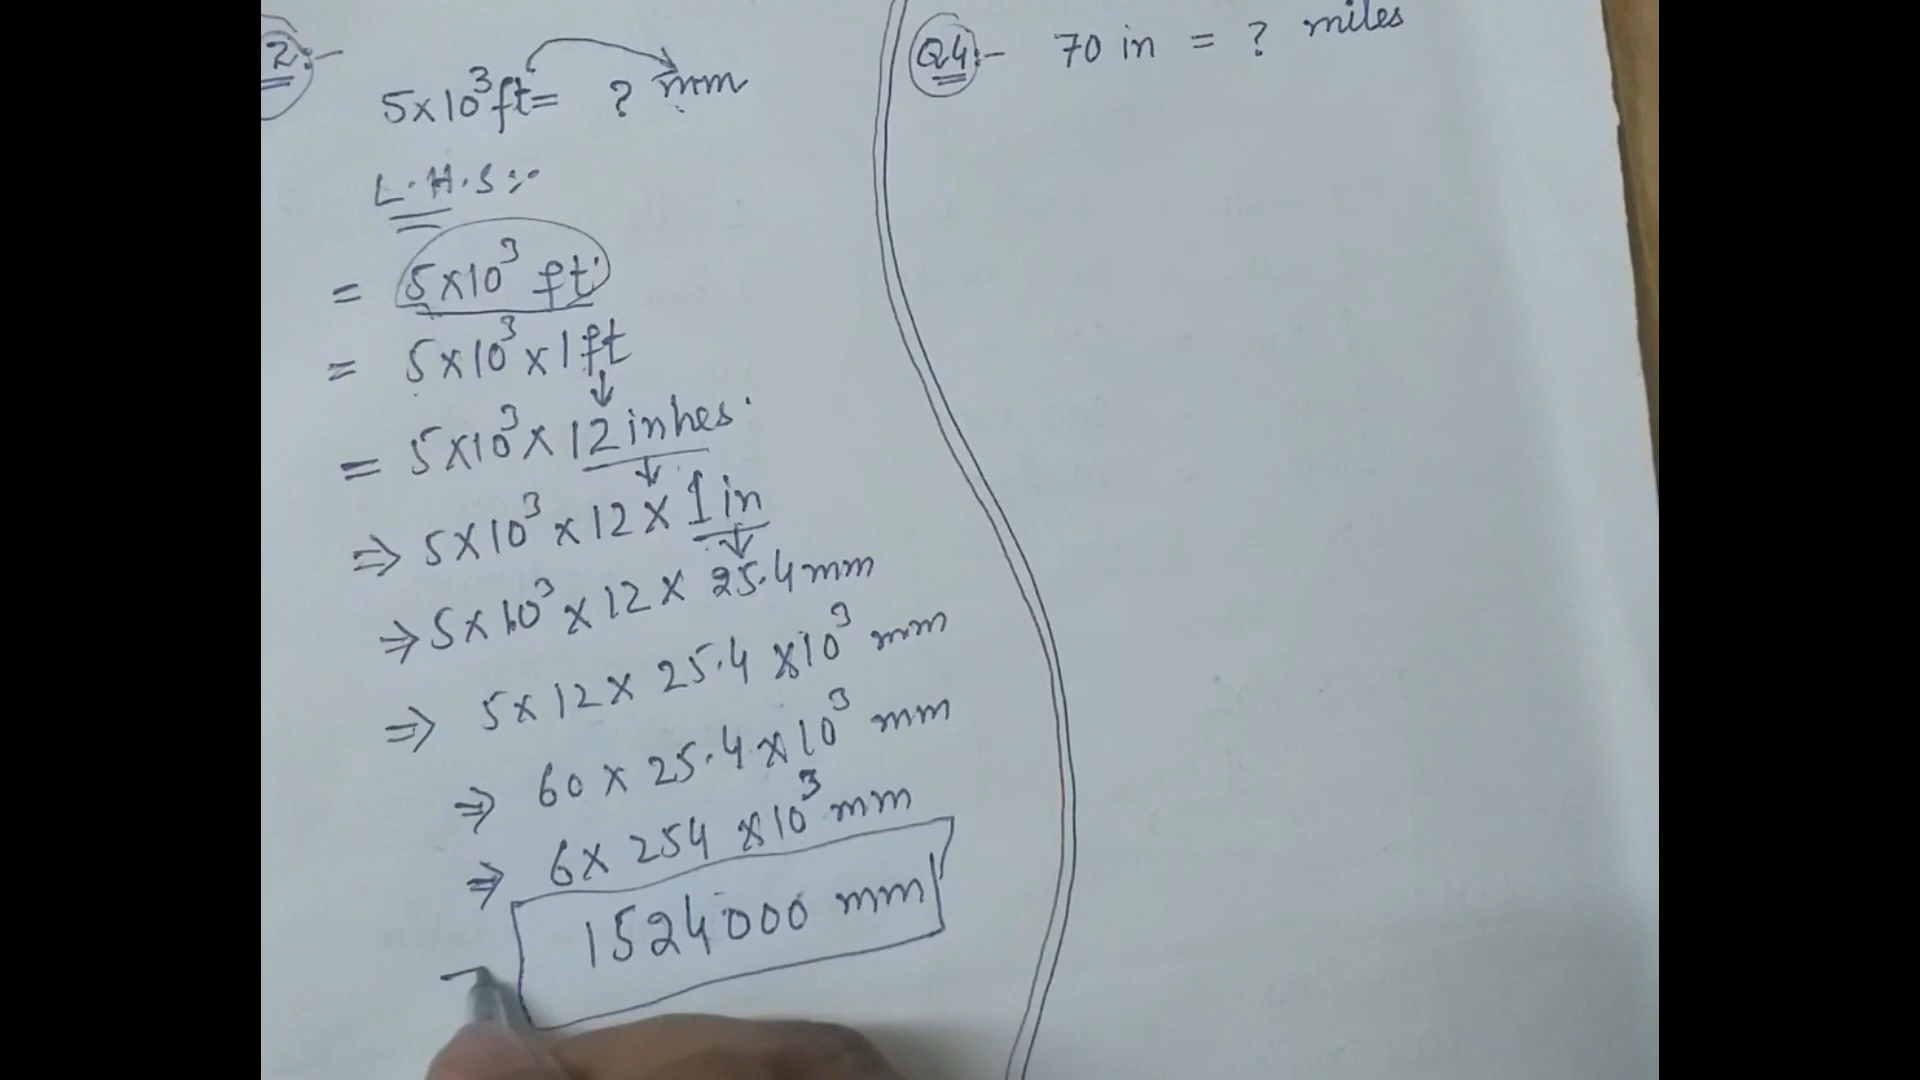 2:-
5×10³ft= ? mm
L.H.S:-
= 5×10³ ft.
= 5×10³×1ft
= 5×10³×12inhes.
⇒ 5×10³×12×1in
⇒ 5×10³×12×25.4mm
⇒ 5×12×25.4×10³ mm
⇒ 60×25.4×10³ mm
⇒ 6×254×10³ mm
1524000 mm
Q4:- 70 in = ? miles